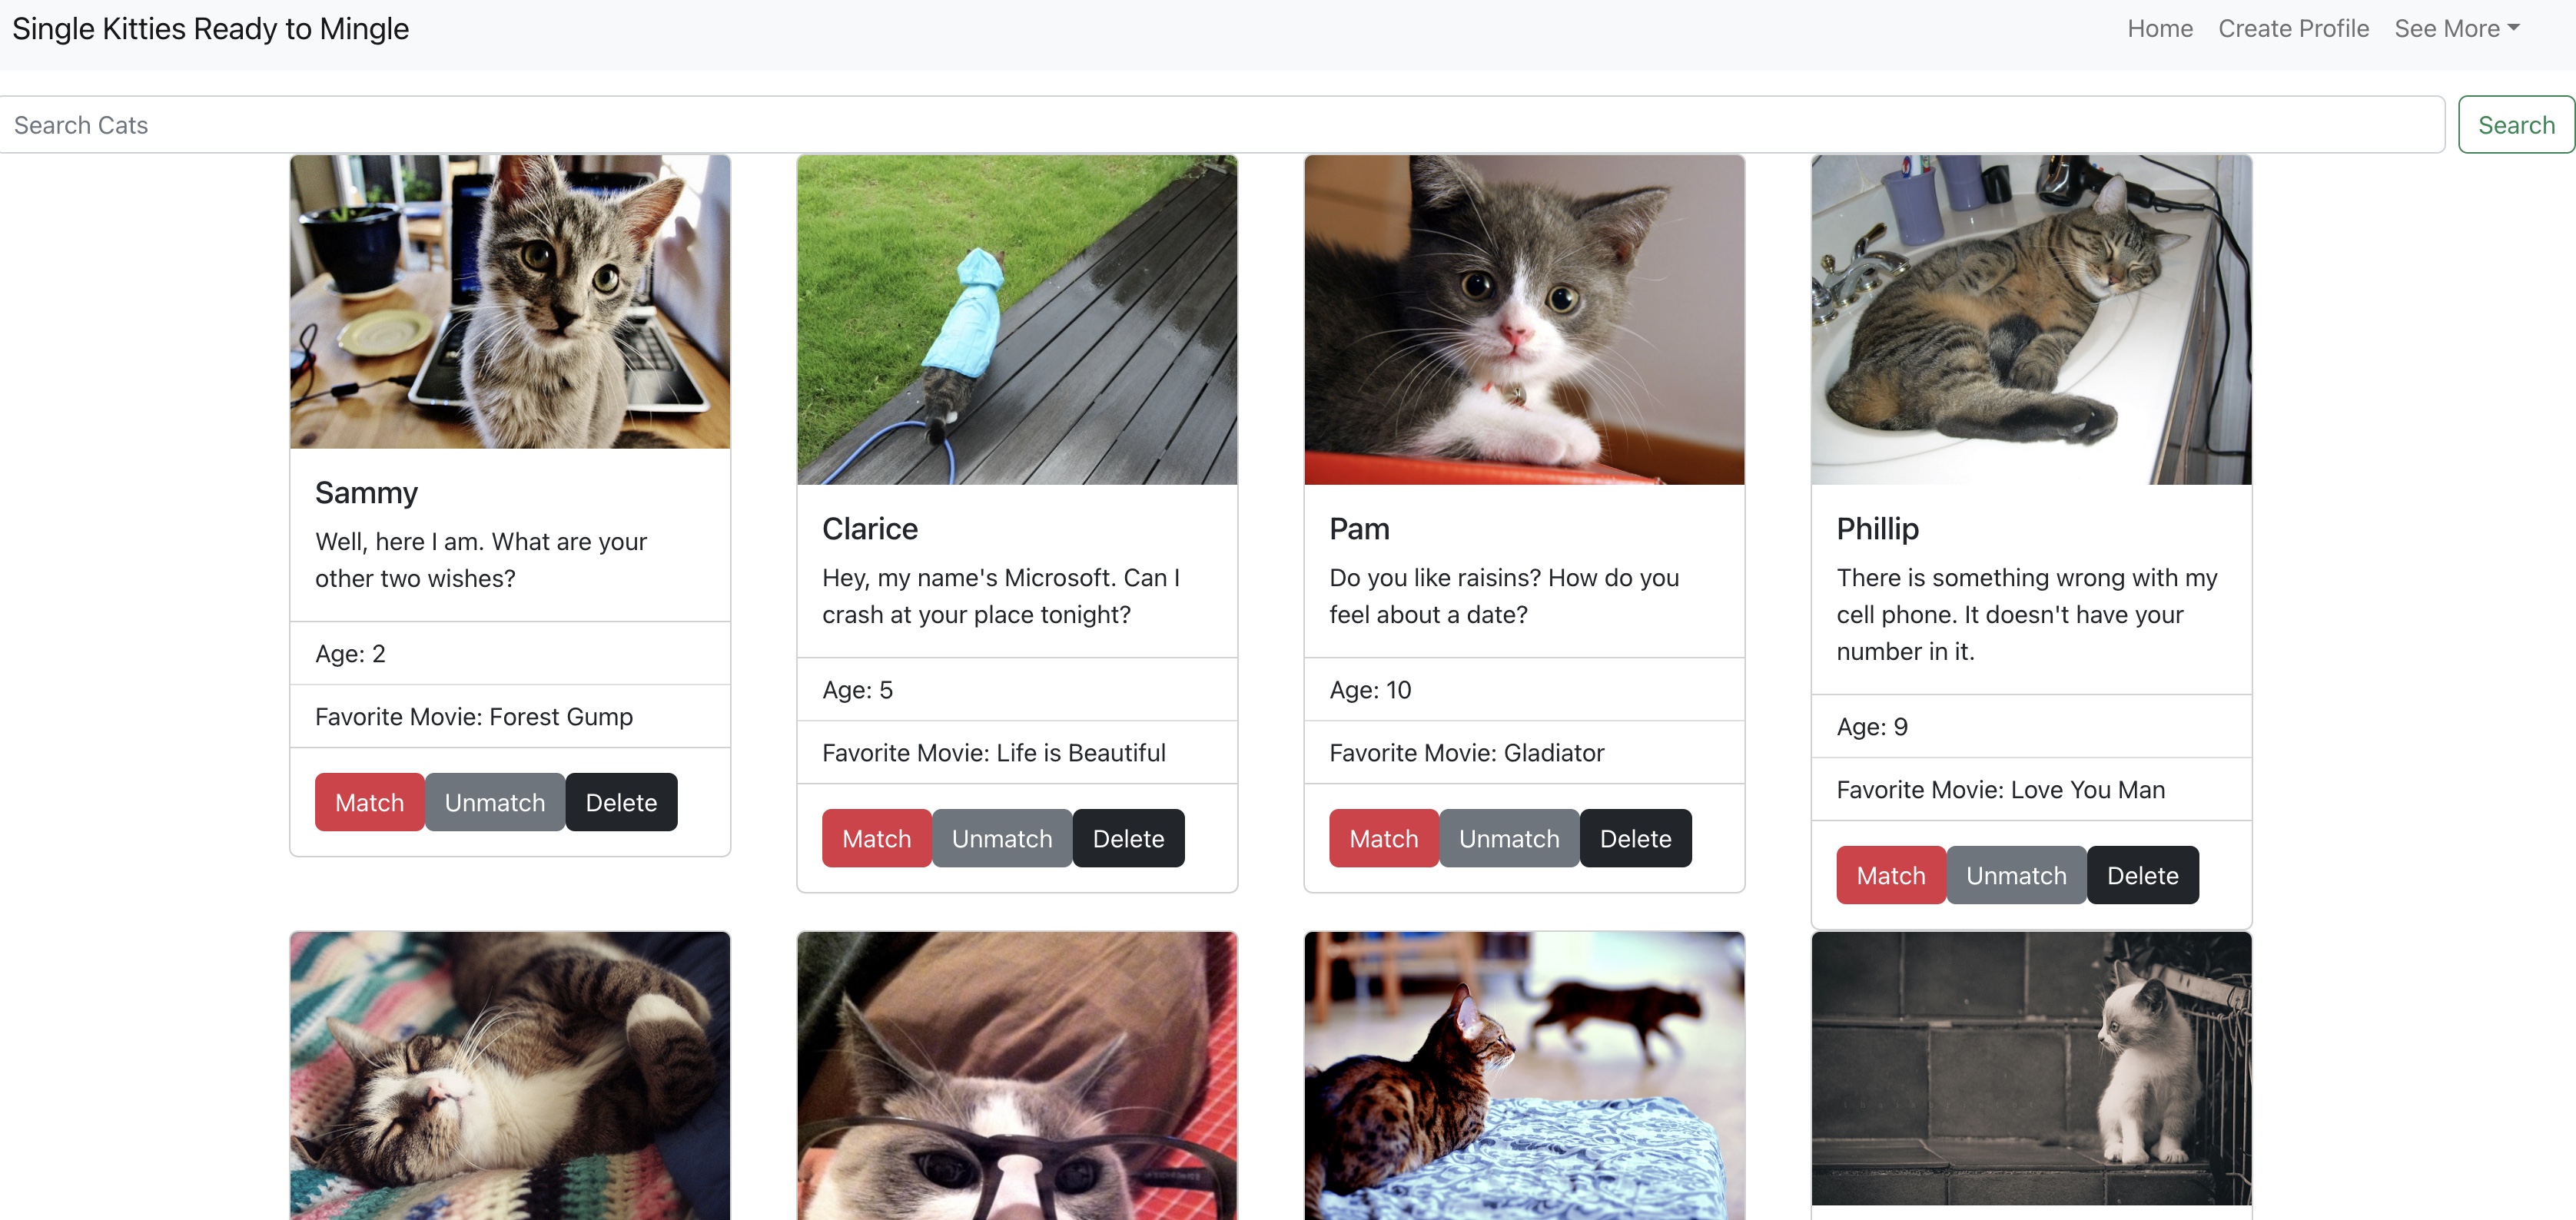 Single Kitties Ready to Mingle
Home Create Profile See More
Search Cats Search
Sammy
Well, here I am. What are your
other two wishes?
Age: 2
Favorite Movie: Forest Gump
Match Unmatch Delete
Clarice
Hey, my name's Microsoft. Can I
crash at your place tonight?
Age: 5
Favorite Movie: Life is Beautiful
Match Unmatch Delete
Pam
Do you like raisins? How do you
feel about a date?
Age: 10
Favorite Movie: Gladiator
Match Unmatch Delete
Phillip
There is something wrong with my
cell phone. It doesn't have your
number in it.
Age: 9
Favorite Movie: Love You Man
Match Unmatch Delete